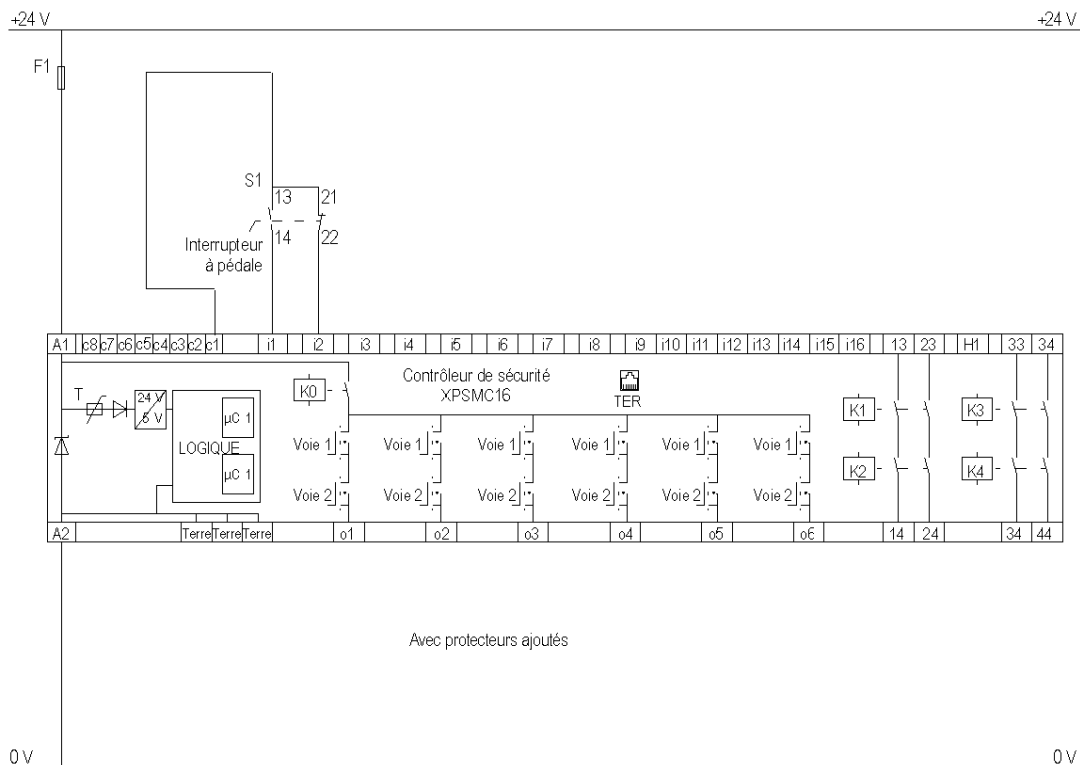 +24 V +24 V
F1
S1
13 21
14 22
Interrupteur
à pédale
A1 c8 c7 c6 c5 c4 c3 c2 c1 i1 i2 i3 i4 i5 i6 i7 i8 i9 i10 i11 i12 i13 i14 i15 i16 13 23 H1 33 34
Contrôleur de sécurité
XPSMC16
TER
T
24 V
5 V
LOGIQUE
µC 1
µC 1
K0
K1 K3
Voie 1 Voie 1 Voie 1 Voie 1 Voie 1 Voie 1
K2 K4
Voie 2 Voie 2 Voie 2 Voie 2 Voie 2 Voie 2
A2 Terre Terre Terre o1 o2 o3 o4 o5 o6 14 24 34 44
Avec protecteurs ajoutés
0 V 0 V